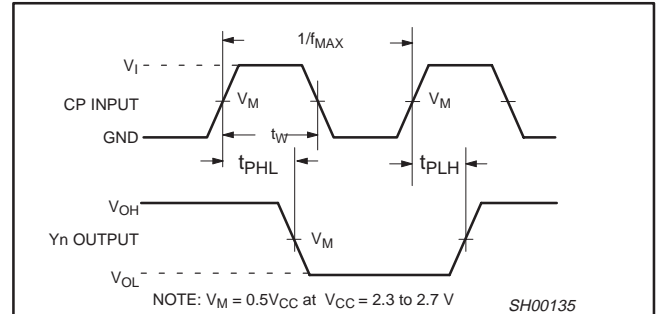 1/fMAX
VI
CP INPUT
VM
VM
GND
tW
tPHL
tPLH
VOH
Yn OUTPUT
VM
VOL
NOTE: VM = 0.5VCC at VCC = 2.3 to 2.7 V
SH00135